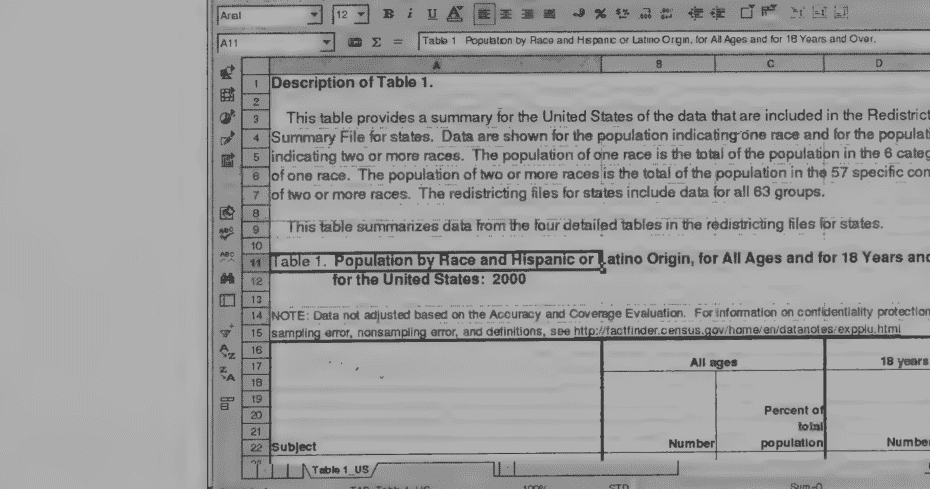 Arial 12 B i U A
A11 Σ = Table 1 Population by Race and Hispanic or Latino Origin, for All Ages and for 18 Years and Over,
A B C D
1 Description of Table 1.
2
3 This table provides a summary for the United States of the data that are included in the Redistrict
4 Summary File for states. Data are shown for the population indicating one race and for the populati
5 indicating two or more races. The population of one race is the total of the population in the 6 categ
6 of one race. The population of two or more races is the total of the population in the 57 specific con
7 of two or more races. The redistricting files for states include data for all 63 groups.
8
9 This table summarizes data from the four detailed tables in the redistricting files for states.
10
11 Table 1. Population by Race and Hispanic or Latino Origin, for All Ages and for 18 Years and
12 for the United States: 2000
13
14 NOTE: Data not adjusted based on the Accuracy and Coverage Evaluation. For information on confidentiality protection
15 sampling error, nonsampling error, and definitions, see http://factfinder.census.gov/home/en/datanotes/expplu.html
16
17 All ages 18 years
18
19
20 Percent of
21 total
22 Subject Number population Numbe
Table 1_US
100% STD Sum=0